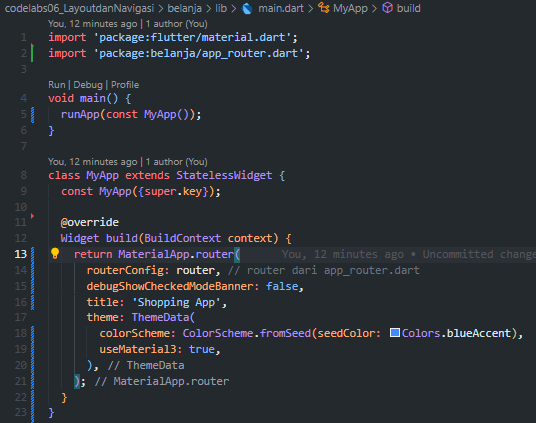 codelabs06_LayoutdanNavigasi > belanja > lib > main.dart > MyApp > build
You, 12 minutes ago | 1 author (You)
1 import 'package:flutter/material.dart';
2 import 'package:belanja/app_router.dart';
3
Run | Debug | Profile
4 void main() {
5 runApp(const MyApp());
6 }
7
You, 12 minutes ago | 1 author (You)
8 class MyApp extends StatelessWidget {
9 const MyApp({super.key});
10
11 @override
12 Widget build(BuildContext context) {
13 return MaterialApp.router( You, 12 minutes ago • Uncommitted change
14 routerConfig: router, // router dari app_router.dart
15 debugShowCheckedModeBanner: false,
16 title: 'Shopping App',
17 theme: ThemeData(
18 colorScheme: ColorScheme.fromSeed(seedColor: Colors.blueAccent),
19 useMaterial3: true,
20 ), // ThemeData
21 ); // MaterialApp.router
22 }
23 }